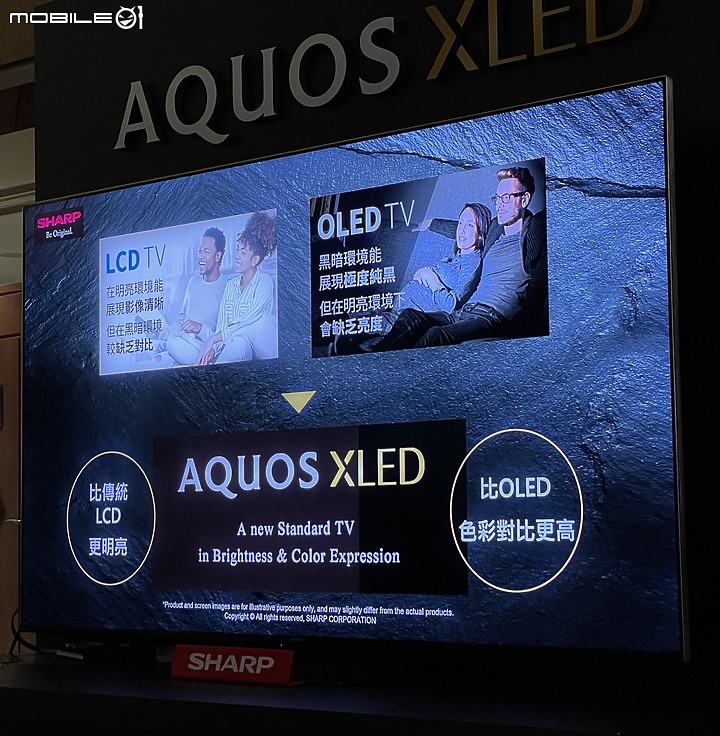 MOBILE01
AQUOS XLED
SHARP
Be Original.
LCD TV
在明亮環境能
展現影像清晰
但在黑暗環境
較缺乏對比
OLED TV
黑暗環境能
展現極度純黑
但在明亮環境下
會缺乏亮度
比傳統
LCD
更明亮
AQUOS XLED
A new Standard TV
in Brightness & Color Expression
比OLED
色彩對比更高
*Product and screen images are for illustrative purposes only, and may slightly differ from the actual products.
Copyright © All rights reserved, SHARP CORPORATION
SHARP